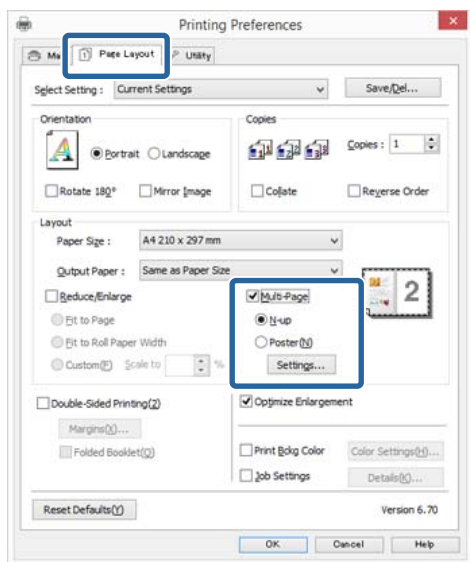 Printing Preferences
Page Layout
Utility
Select Setting : Current Settings Save/Del...
Orientation Copies
Portrait Landscape Copies : 1
Rotate 180° Mirror Image Collate Reverse Order
Layout
Paper Size : A4 210 x 297 mm
Output Paper : Same as Paper Size
Reduce/Enlarge Multi-Page 2
Fit to Page N-up
Fit to Roll Paper Width Poster(N)
Custom(F) Scale to % Settings...
Double-Sided Printing(2) Optimize Enlargement
Margins(X)...
Folded Booklet(Q) Print Bckg Color Color Settings(H)...
Job Settings Details(K)...
Reset Defaults(Y) Version 6.70
OK Cancel Help